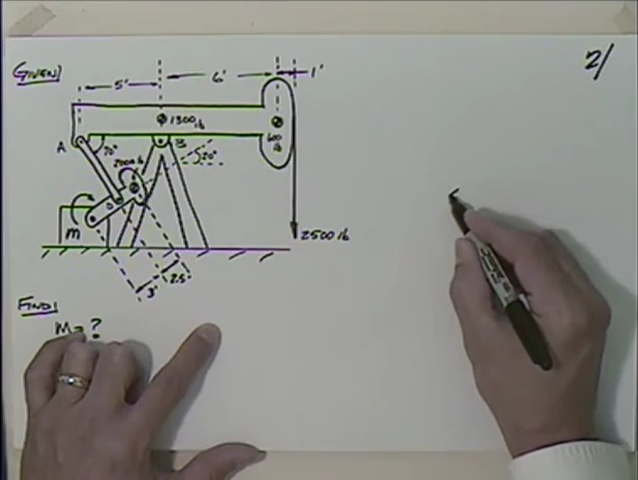 2/
GIVEN:
5' 6' 1'
1300 lb
A B
70° 600 lb
2000 lb 20°
M
2500 lb
2.5'
3'
FIND:
M = ?